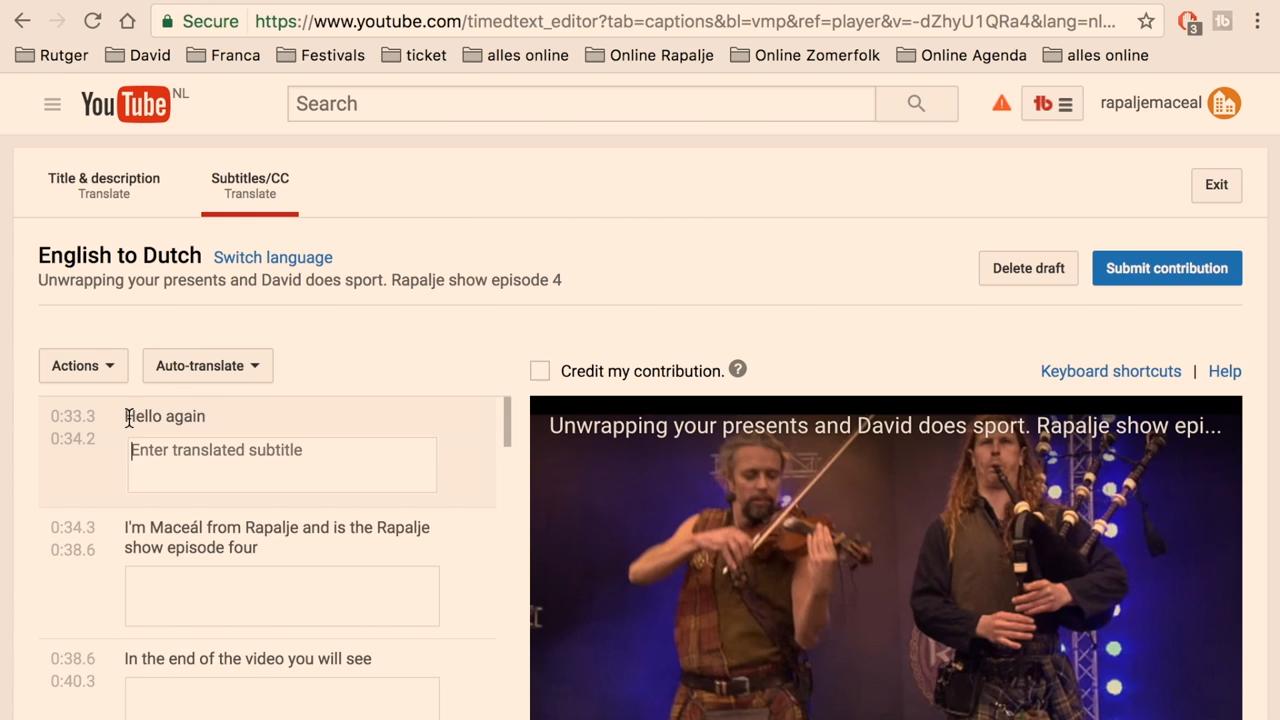 Secure https://www.youtube.com/timedtext_editor?tab=captions&bl=vmp&ref=player&v=-dZhyU1QRa4&lang=nl... 3
Rutger David Franca Festivals ticket alles online Online Rapalje Online Zomerfolk Online Agenda alles online
YouTube NL Search rapaljemaceal
Title & description Subtitles/CC
Translate Translate
Exit
English to Dutch Switch language
Unwrapping your presents and David does sport. Rapalje show episode 4
Delete draft Submit contribution
Actions Auto-translate Credit my contribution. ? Keyboard shortcuts | Help
0:33.3 Hello again
0:34.2
Enter translated subtitle
0:34.3 I'm Maceál from Rapalje and is the Rapalje
0:38.6 show episode four
0:38.6 In the end of the video you will see
0:40.3
Unwrapping your presents and David does sport. Rapalje show epi...